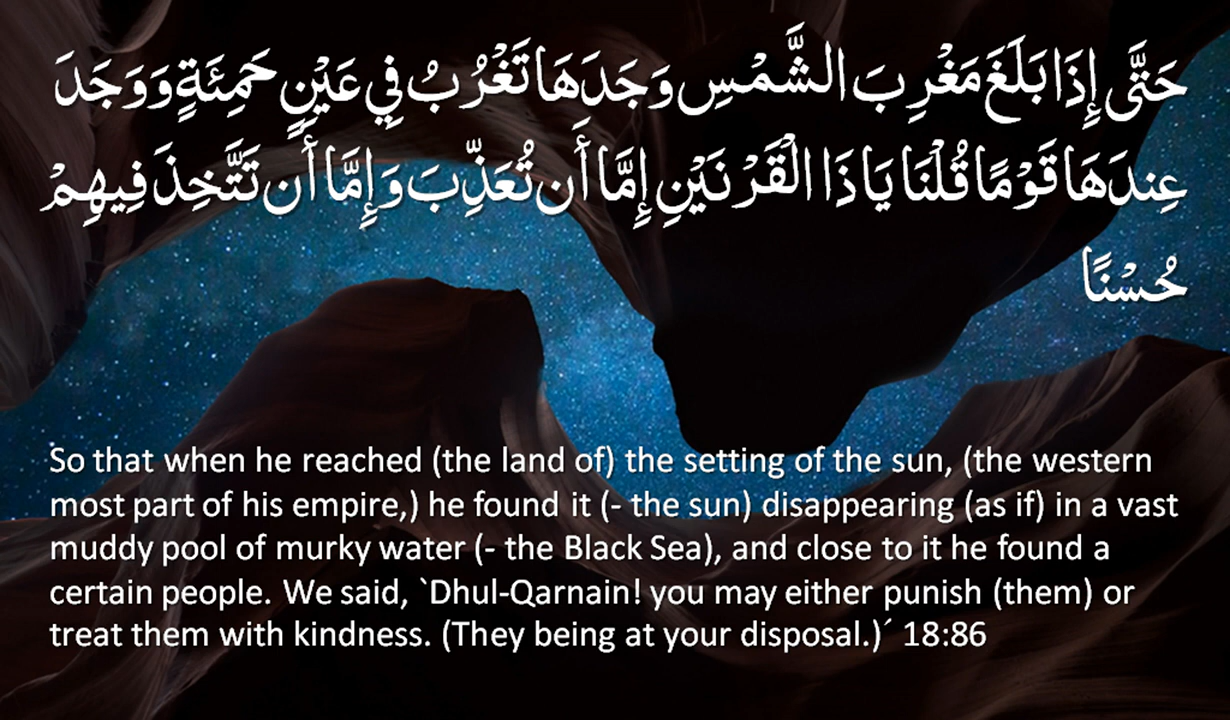 حَتَّى إِذَا بَلَغَ مَغْرِبَ الشَّمْسِ وَجَدَهَا تَغْرُبُ فِي عَيْنٍ حَمِئَةٍ وَوَجَدَ
عِندَهَا قَوْمًا قُلْنَا يَا ذَا الْقَرْنَيْنِ إِمَّا أَن تُعَذِّبَ وَإِمَّا أَن تَتَّخِذَ فِيهِمْ
حُسْنًا
So that when he reached (the land of) the setting of the sun, (the western
most part of his empire,) he found it (- the sun) disappearing (as if) in a vast
muddy pool of murky water (- the Black Sea), and close to it he found a
certain people. We said, `Dhul-Qarnain! you may either punish (them) or
treat them with kindness. (They being at your disposal.)´ 18:86